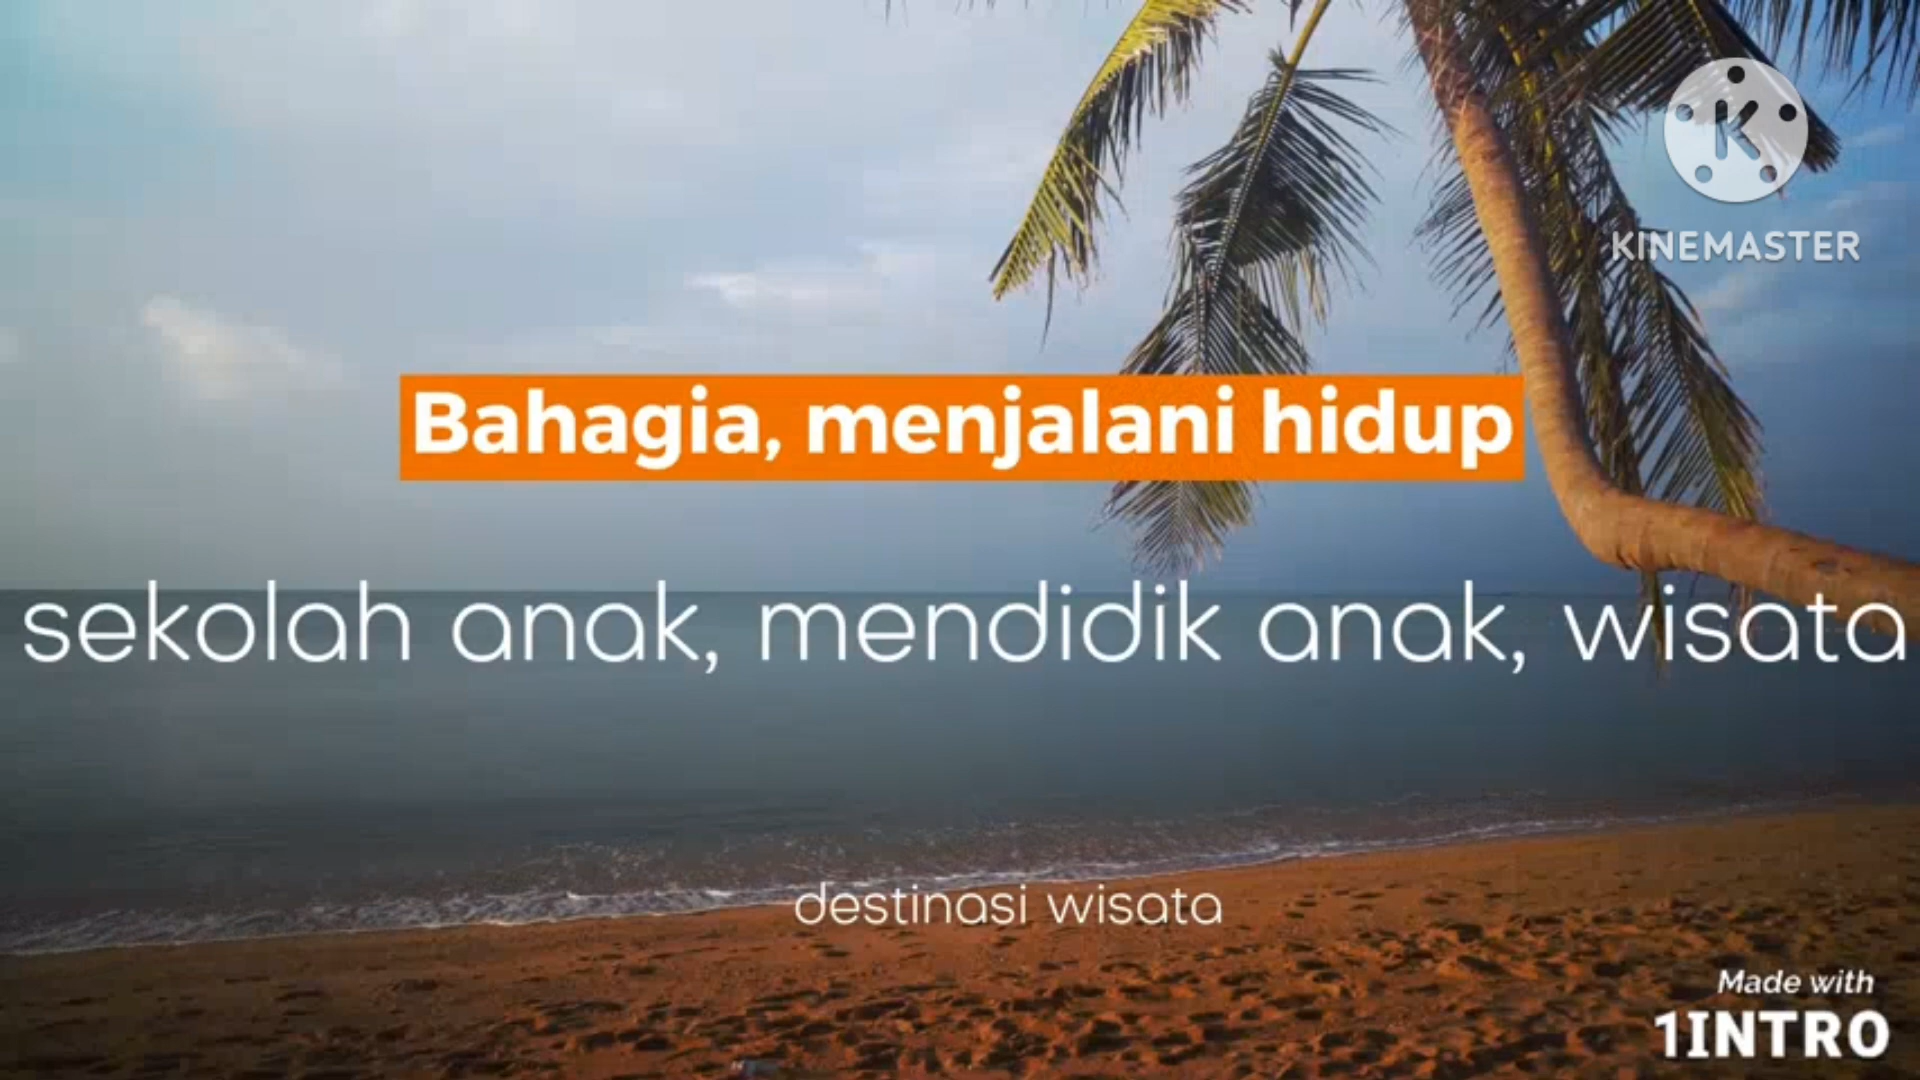 KINEMASTER
Bahagia, menjalani hidup
sekolah anak, mendidik anak, wisata
destinasi wisata
Made with
1INTRO